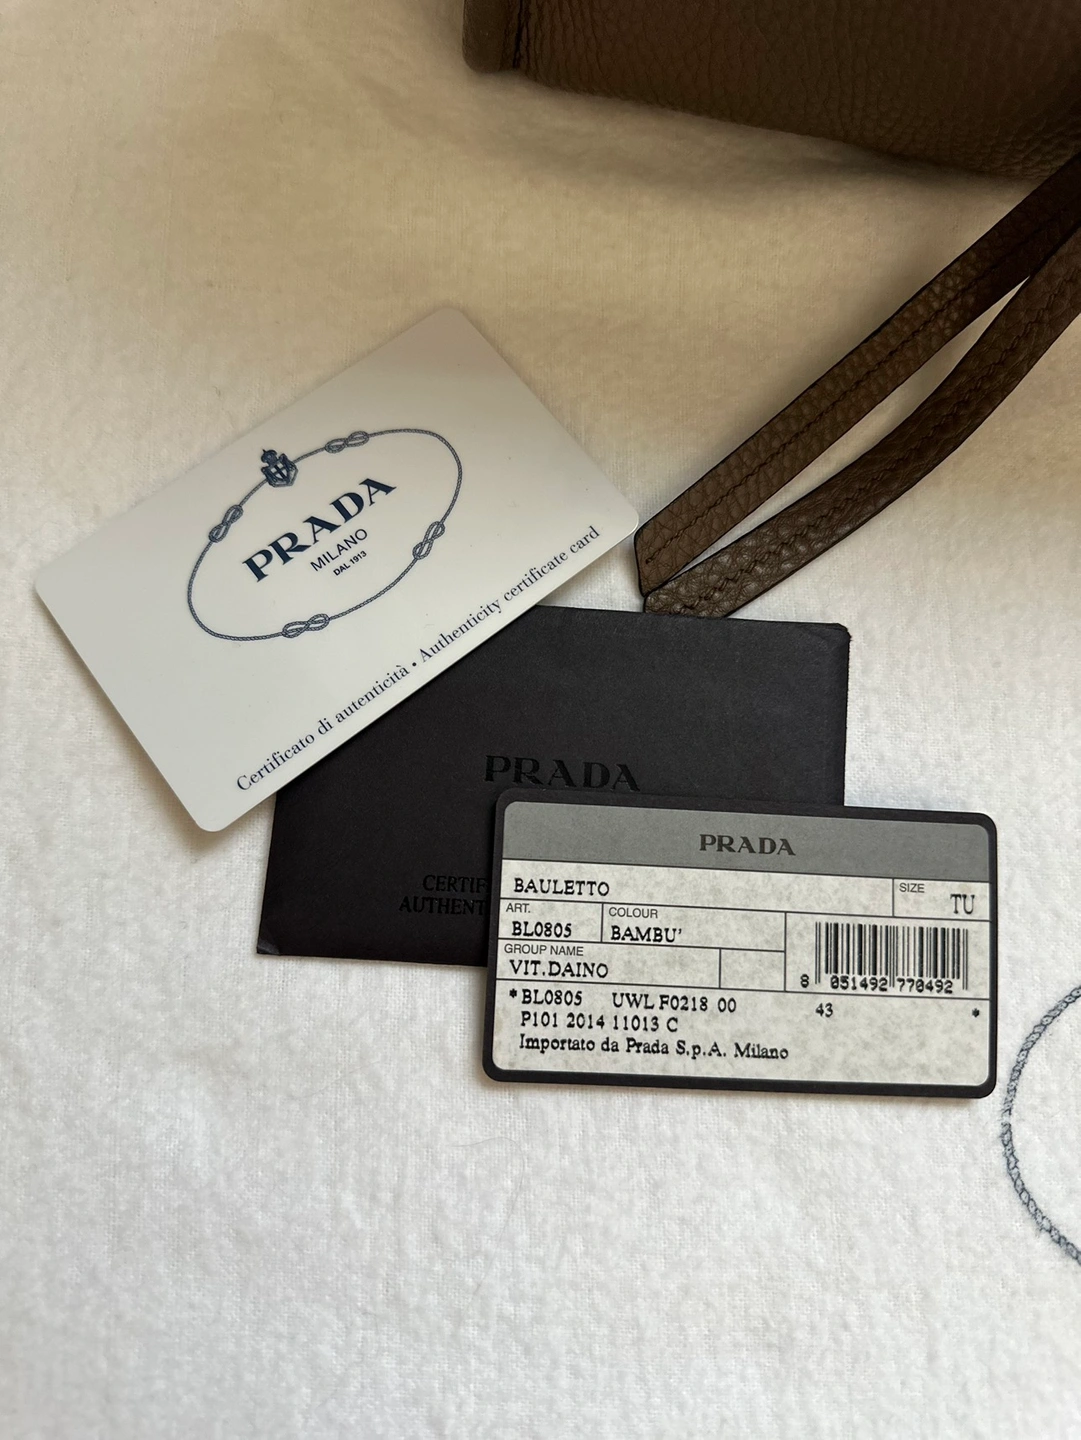 PRADA
MILANO
DAL 1913
Certificato di autenticità • Authenticity certificate card
PRADA
CERTIF
AUTHENT
PRADA
BAULETTO
SIZE
TU
ART.
BL0805
COLOUR
BAMBU'
GROUP NAME
VIT.DAINO
8 051492 770492
*BL0805 UWL F0218 00 43 *
P101 2014 11013 C
Importato da Prada S.p.A. Milano